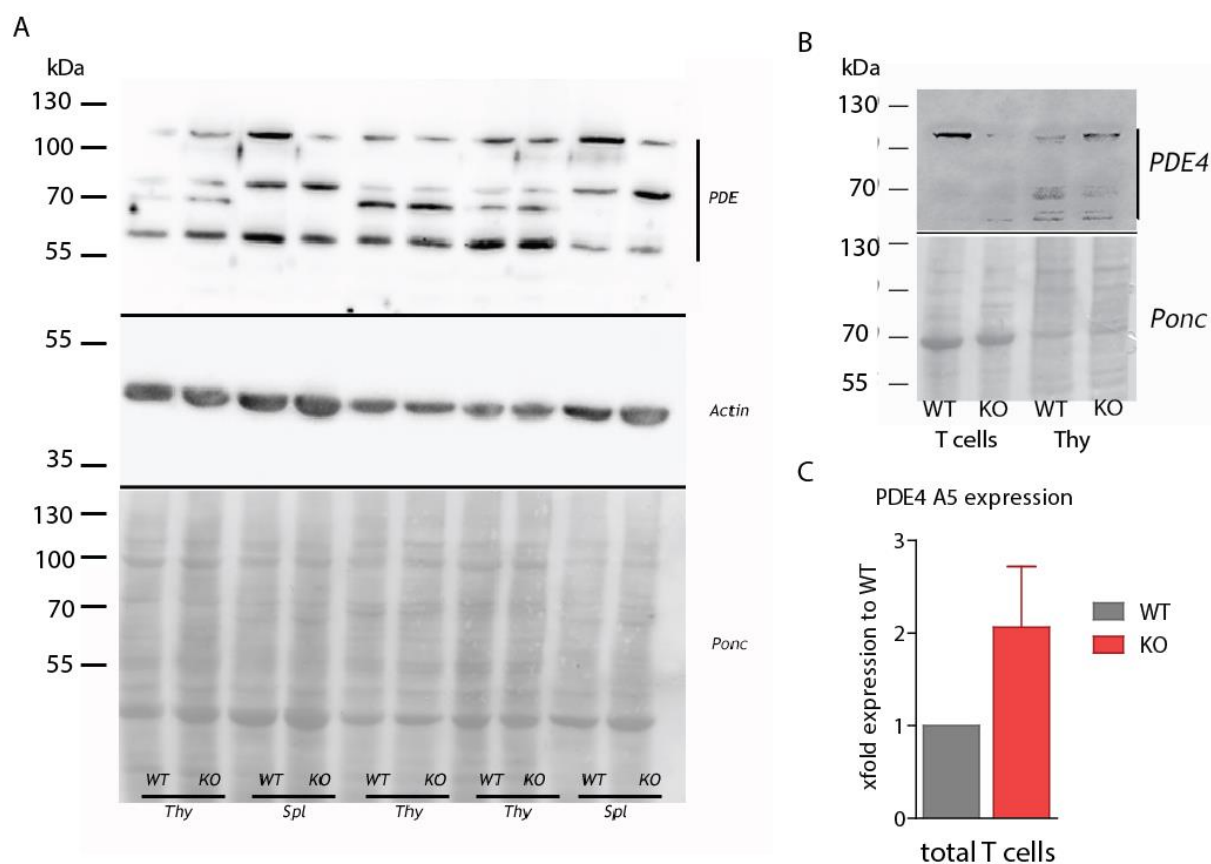 A
kDa
130
100
70
55
PDE
55
35
Actin
130
100
70
55
Ponc
WT KO WT KO WT KO WT KO WT KO
Thy Spl Thy Thy Spl
B
kDa
130
70
PDE4
130
70
55
Ponc
WT KO WT KO
T cells Thy
C
PDE4 A5 expression
xfold expression to WT
3
2
1
0
WT
KO
total T cells